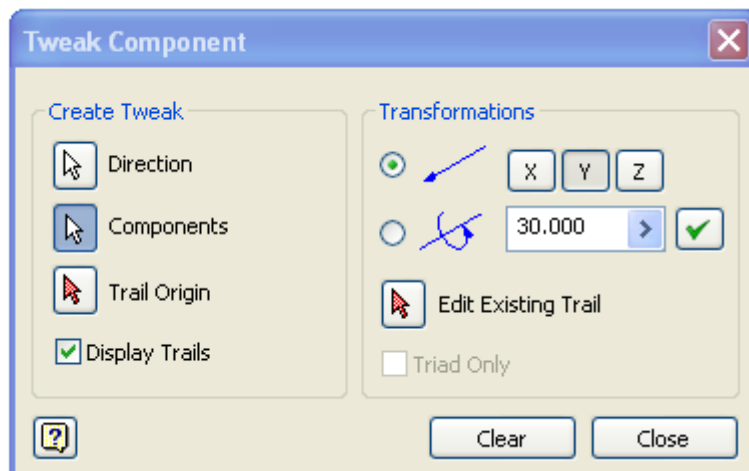 Tweak Component
Create Tweak
Direction
Components
Trail Origin
Display Trails
Transformations
X Y Z
30.000
Edit Existing Trail
Triad Only
?
Clear Close